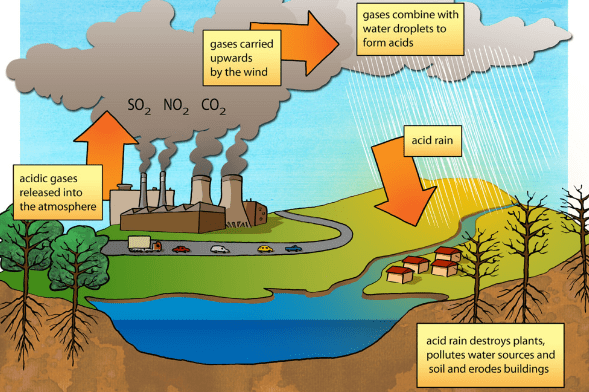 gases combine with
water droplets to
form acids
gases carried
upwards
by the wind
SO₂ NO₂ CO₂
acid rain
acidic gases
released into
the atmosphere
acid rain destroys plants,
pollutes water sources and
soil and erodes buildings